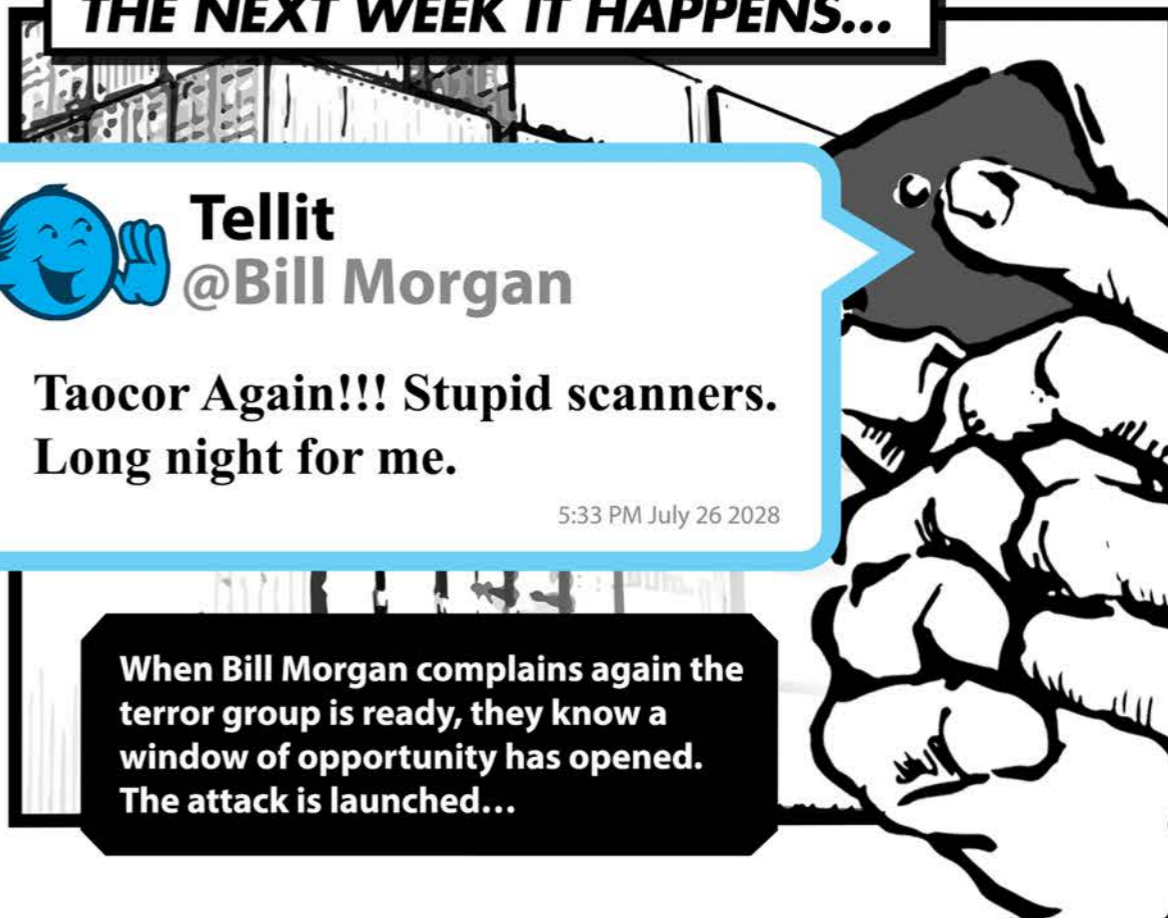 THE NEXT WEEK IT HAPPENS...
Tellit
@Bill Morgan
Taocor Again!!! Stupid scanners.
Long night for me.
5:33 PM July 26 2028
When Bill Morgan complains again the
terror group is ready, they know a
window of opportunity has opened.
The attack is launched...